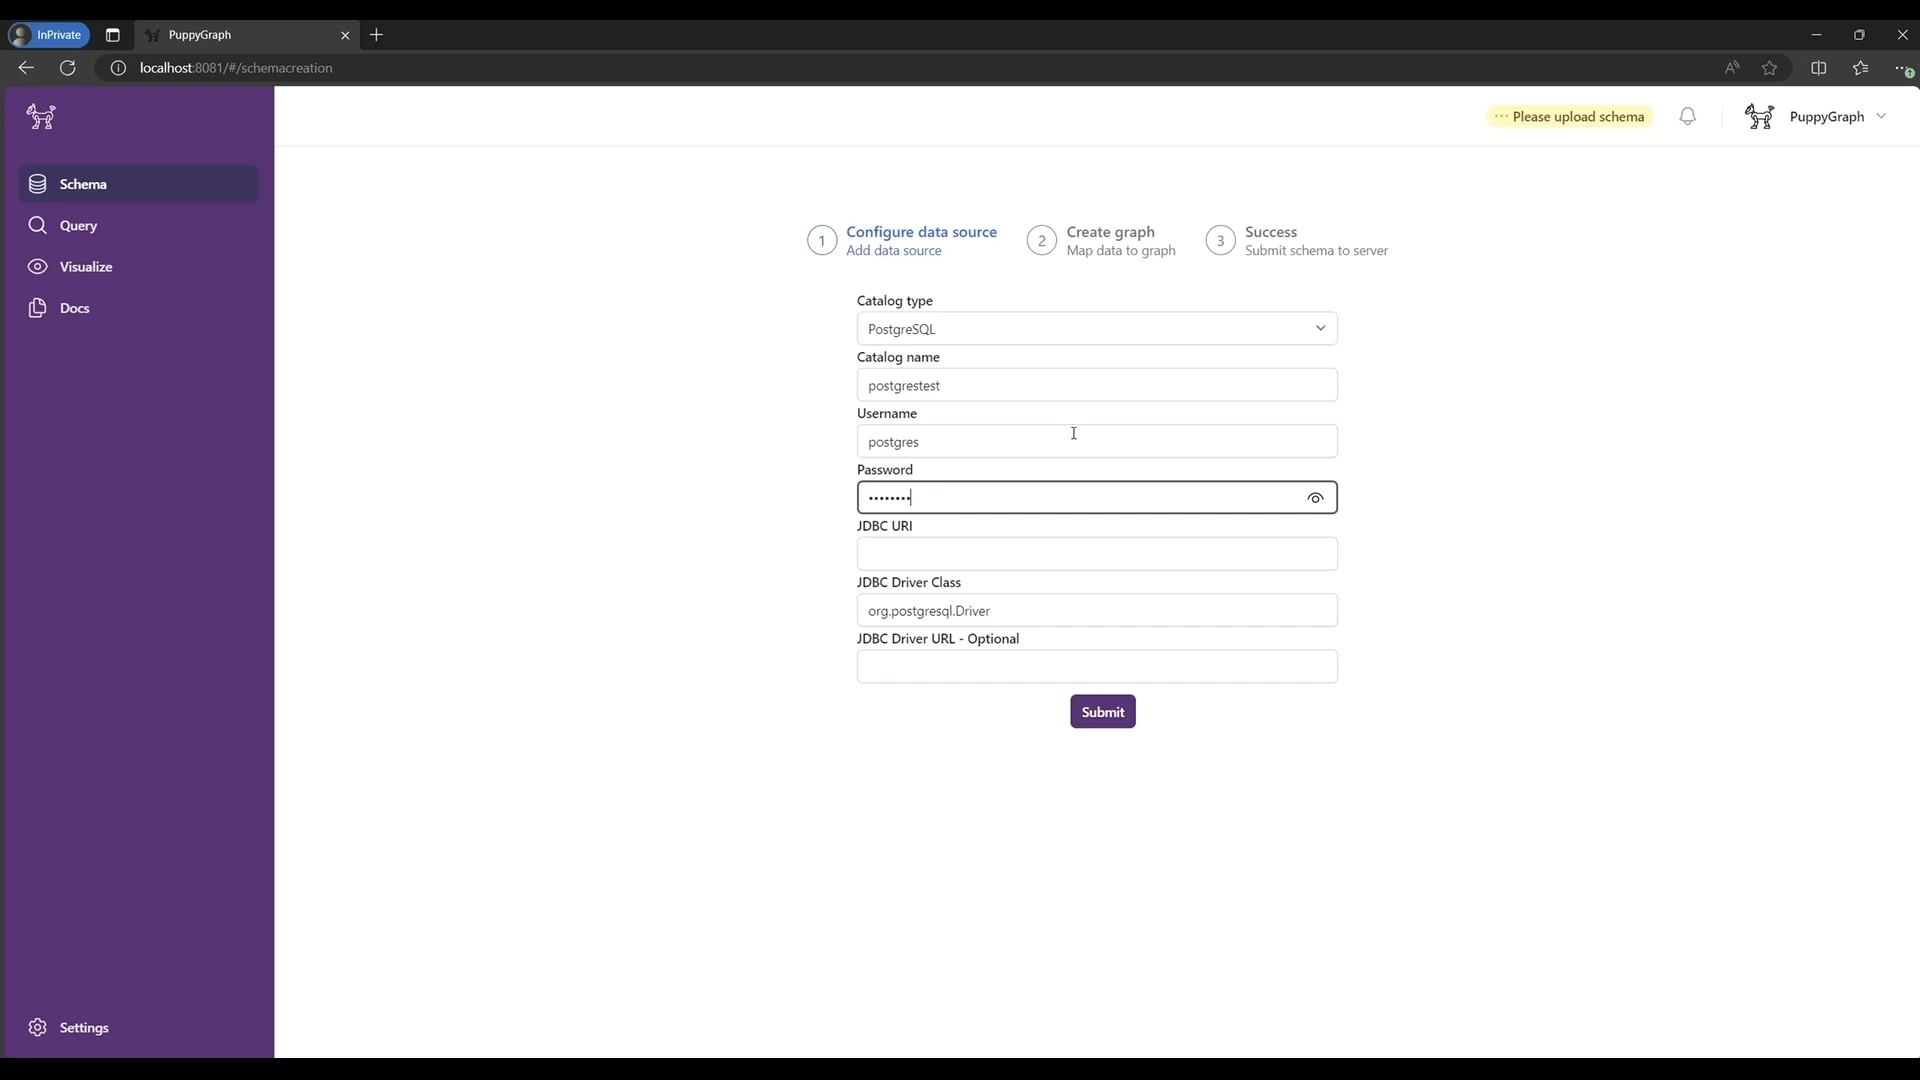 InPrivate
PuppyGraph
localhost:8081/#/schemacreation
Please upload schema
PuppyGraph
Schema
Query
Visualize
Docs
Settings
1
Configure data source
Add data source
2
Create graph
Map data to graph
3
Success
Submit schema to server
Catalog type
PostgreSQL
Catalog name
postgrestest
Username
postgres
Password
••••••••
JDBC URI
JDBC Driver Class
org.postgresql.Driver
JDBC Driver URL - Optional
Submit